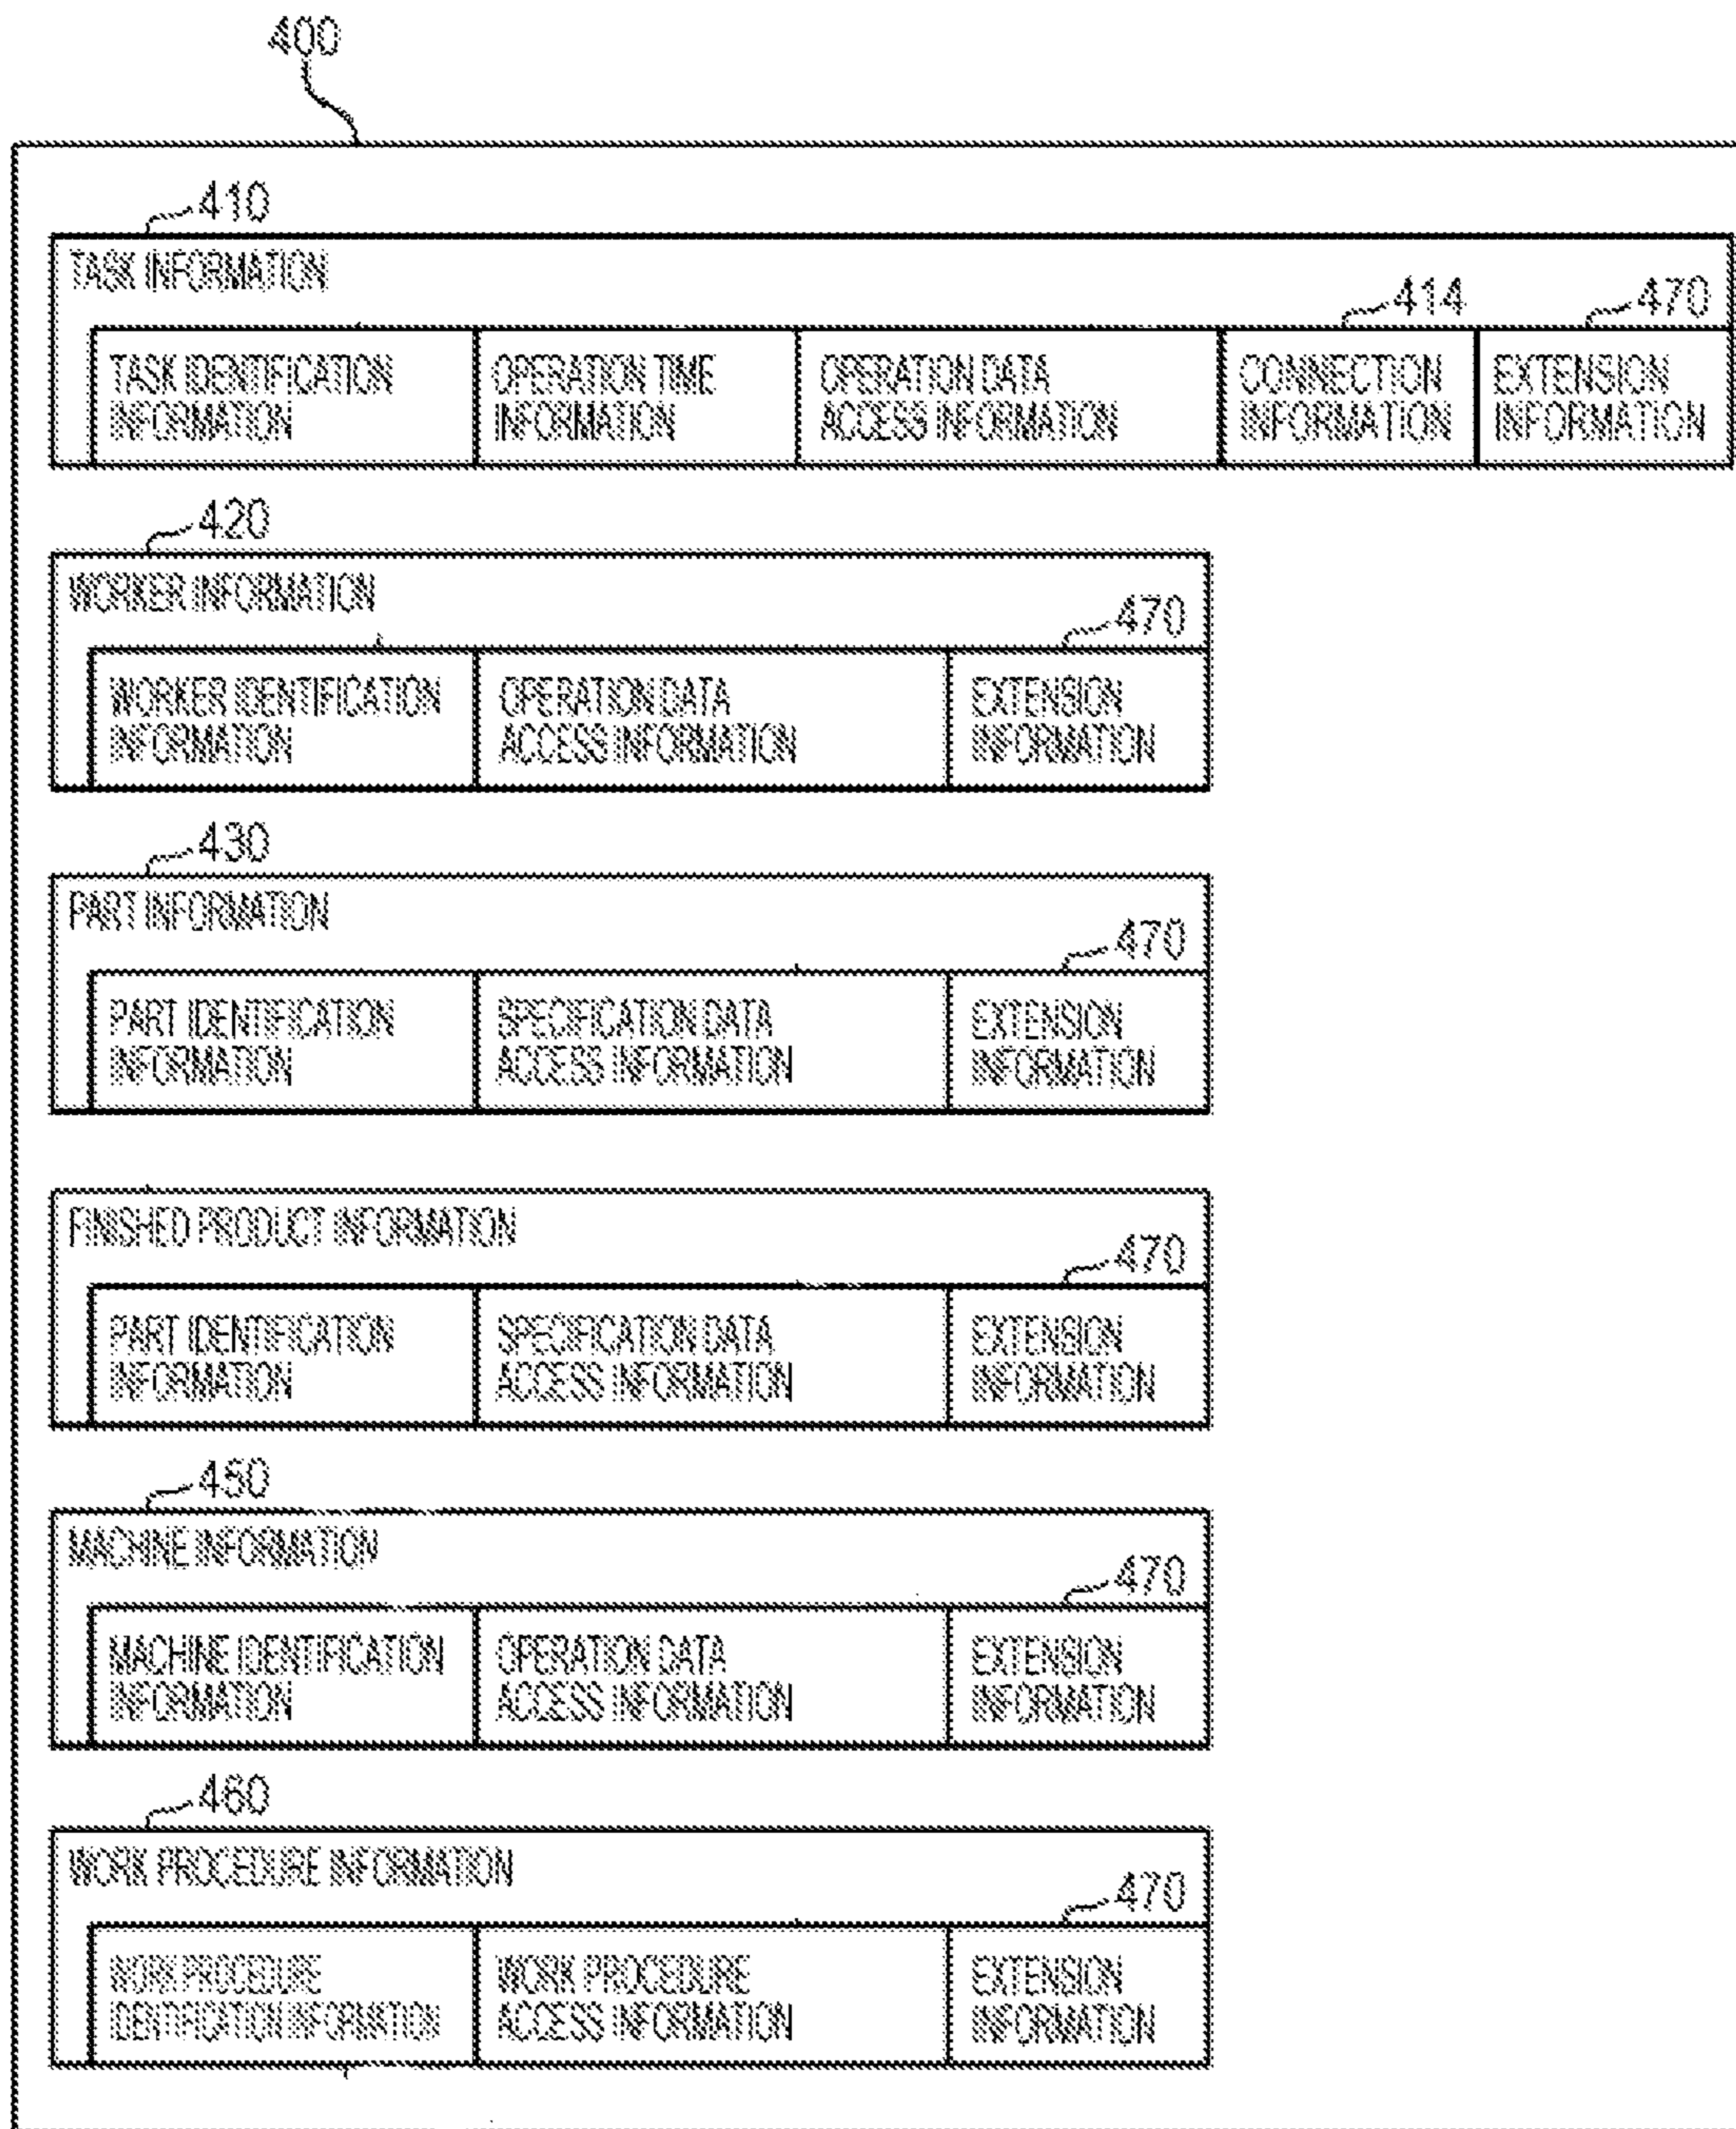 400
410
TASK INFORMATION
414
470
TASK IDENTIFICATION
INFORMATION
OPERATION TIME
INFORMATION
OPERATION DATA
ACCESS INFORMATION
CONNECTION
INFORMATION
EXTENSION
INFORMATION
420
WORKER INFORMATION
470
WORKER IDENTIFICATION
INFORMATION
OPERATION DATA
ACCESS INFORMATION
EXTENSION
INFORMATION
430
PART INFORMATION
470
PART IDENTIFICATION
INFORMATION
SPECIFICATION DATA
ACCESS INFORMATION
EXTENSION
INFORMATION
FINISHED PRODUCT INFORMATION
470
PART IDENTIFICATION
INFORMATION
SPECIFICATION DATA
ACCESS INFORMATION
EXTENSION
INFORMATION
450
MACHINE INFORMATION
470
MACHINE IDENTIFICATION
INFORMATION
OPERATION DATA
ACCESS INFORMATION
EXTENSION
INFORMATION
460
WORK PROCEDURE INFORMATION
470
WORK PROCEDURE
IDENTIFICATION INFORMATION
WORK PROCEDURE
ACCESS INFORMATION
EXTENSION
INFORMATION